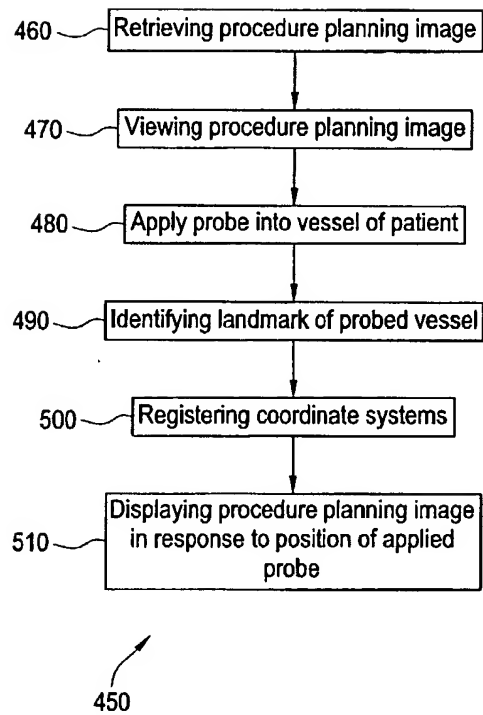 460
Retrieving procedure planning image
470
Viewing procedure planning image
480
Apply probe into vessel of patient
490
Identifying landmark of probed vessel
500
Registering coordinate systems
510
Displaying procedure planning image
in response to position of applied
probe
450